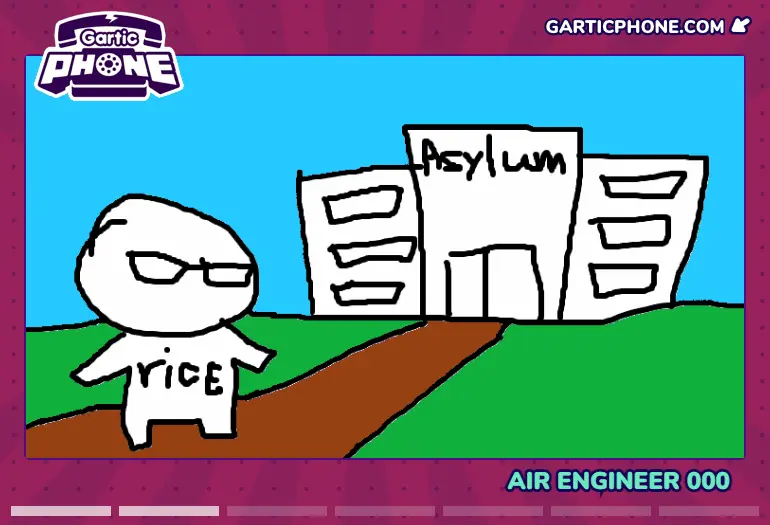 Gartic
PHONE
GARTICPHONE.COM
Asylum
ricE
AIR ENGINEER 000